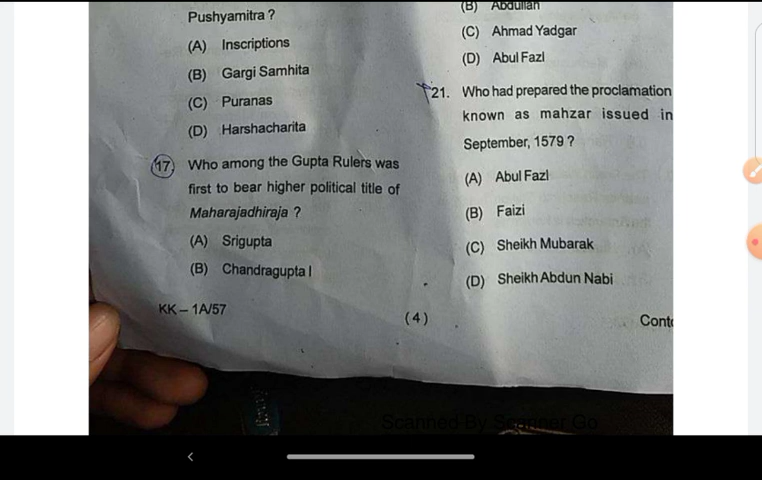 Pushyamitra ?
(A) Inscriptions
(B) Gargi Samhita
(C) Puranas
(D) Harshacharita
17. Who among the Gupta Rulers was
first to bear higher political title of
Maharajadhiraja ?
(A) Srigupta
(B) Chandragupta I
KK – 1A/57
(B) Abdullah
(C) Ahmad Yadgar
(D) Abul Fazl
21. Who had prepared the proclamation
known as mahzar issued in
September, 1579 ?
(A) Abul Fazl
(B) Faizi
(C) Sheikh Mubarak
(D) Sheikh Abdun Nabi
(4)
Conto
Scanned By Scanner Go